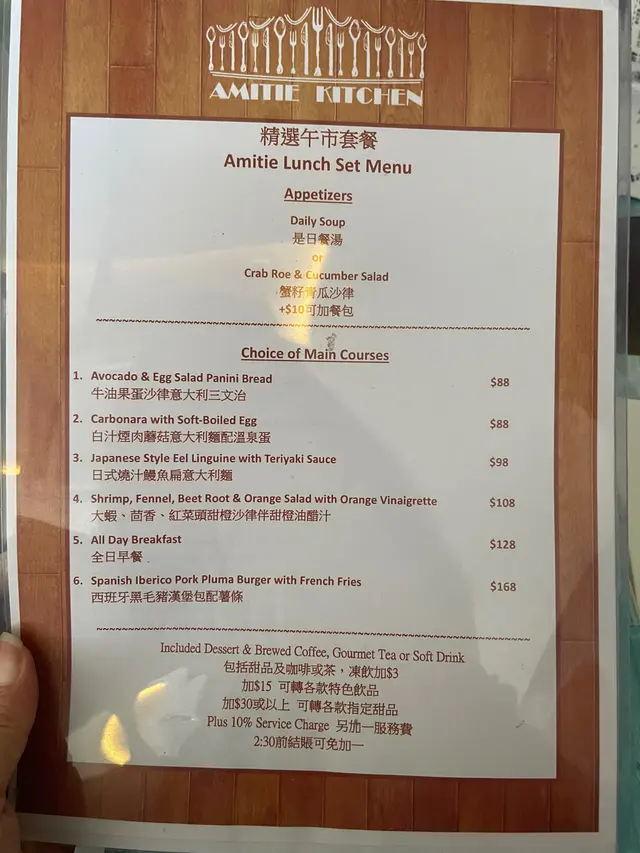 AMITIE KITCHEN
精選午市套餐
Amitie Lunch Set Menu
Appetizers
Daily Soup
是日餐湯
or
Crab Roe & Cucumber Salad
蟹籽青瓜沙律
+$10可加餐包
Choice of Main Courses
1. Avocado & Egg Salad Panini Bread $88
牛油果蛋沙律意大利三文治
2. Carbonara with Soft-Boiled Egg $88
白汁煙肉蘑菇意大利麵配溫泉蛋
3. Japanese Style Eel Linguine with Teriyaki Sauce $98
日式燒汁鰻魚扁意大利麵
4. Shrimp, Fennel, Beet Root & Orange Salad with Orange Vinaigrette $108
大蝦、茴香、紅菜頭甜橙沙律伴甜橙油醋汁
5. All Day Breakfast $128
全日早餐
6. Spanish Iberico Pork Pluma Burger with French Fries $168
西班牙黑毛豬漢堡包配薯條
Included Dessert & Brewed Coffee, Gourmet Tea or Soft Drink
包括甜品及咖啡或茶，凍飲加$3
加$15 可轉各款特色飲品
加$30或以上 可轉各款指定甜品
Plus 10% Service Charge 另加一服務費
2:30前結賬可免加一